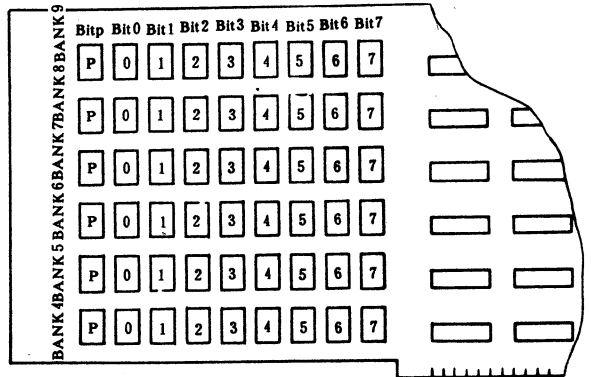 Bitp Bit0 Bit1 Bit2 Bit3 Bit4 Bit5 Bit6 Bit7
BANK 9
P 0 1 2 3 4 5 6 7
BANK 8
P 0 1 2 3 4 5 6 7
BANK 7
P 0 1 2 3 4 5 6 7
BANK 6
P 0 1 2 3 4 5 6 7
BANK 5
P 0 1 2 3 4 5 6 7
BANK 4
P 0 1 2 3 4 5 6 7